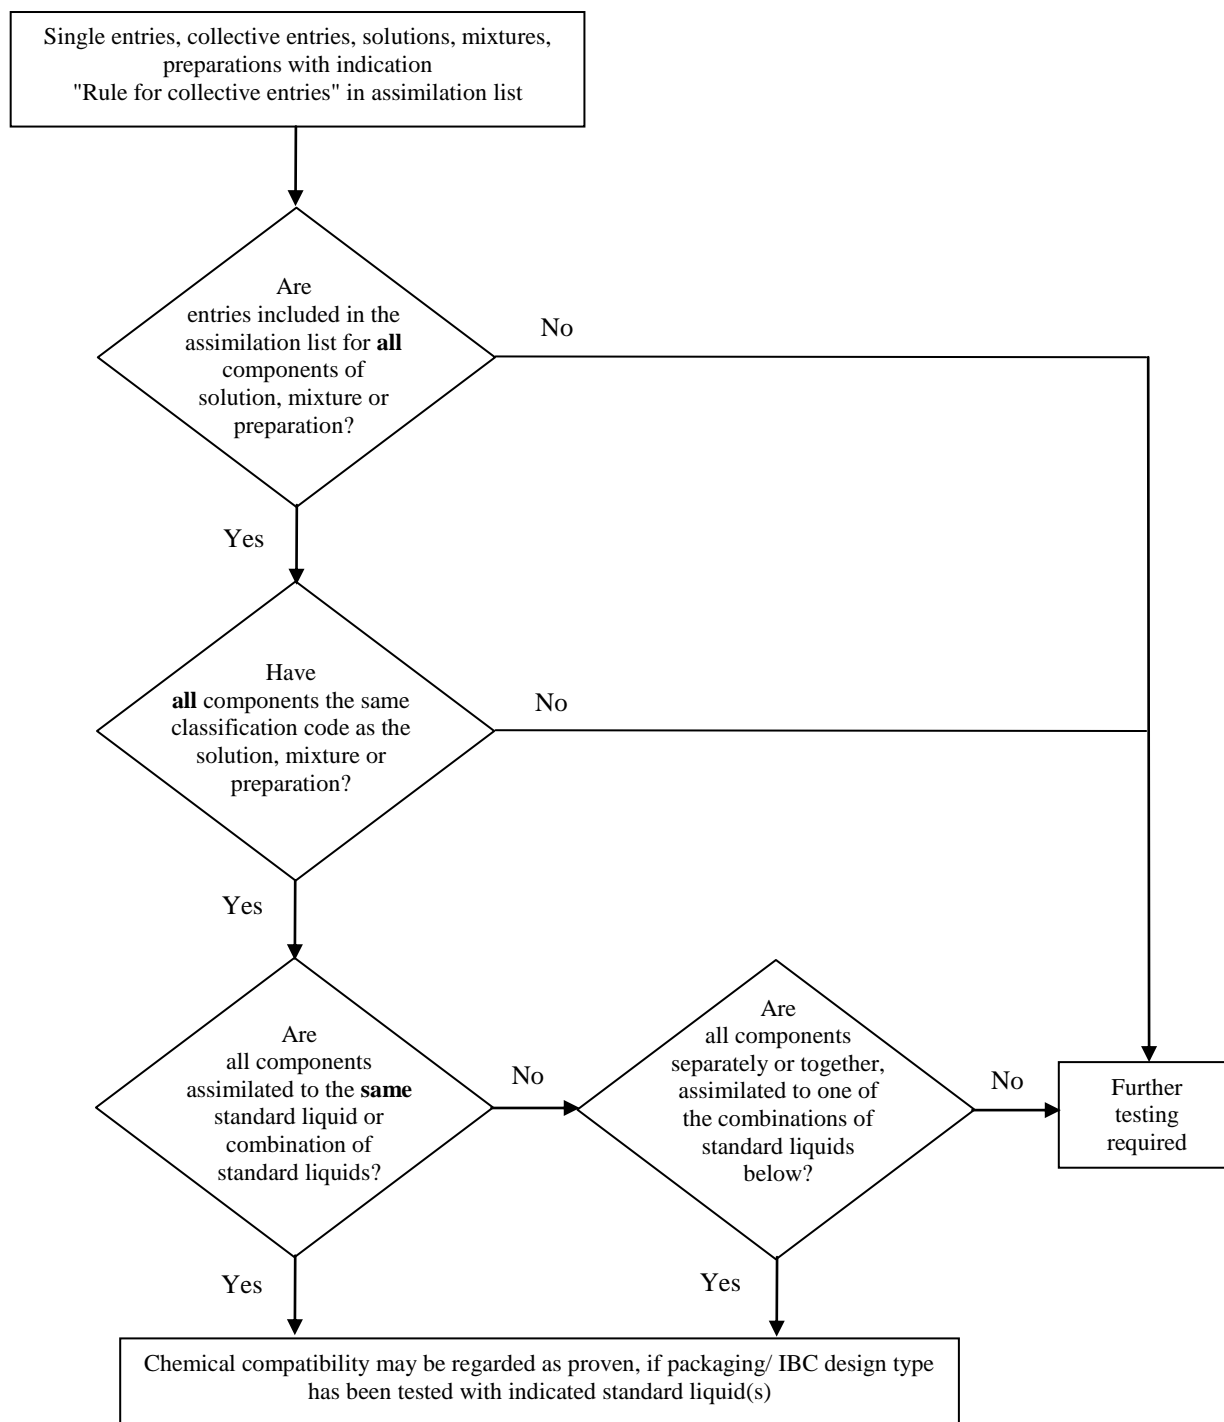 Single entries, collective entries, solutions, mixtures,
preparations with indication
"Rule for collective entries" in assimilation list
Are
entries included in the
assimilation list for all
components of
solution, mixture or
preparation?
No
Yes
Have
all components the same
classification code as the
solution, mixture or
preparation?
No
Yes
Are
all components
assimilated to the same
standard liquid or
combination of
standard liquids?
No
Are
all components
separately or together,
assimilated to one of
the combinations of
standard liquids
below?
No
Further
testing
required
Yes
Yes
Chemical compatibility may be regarded as proven, if packaging/ IBC design type
has been tested with indicated standard liquid(s)